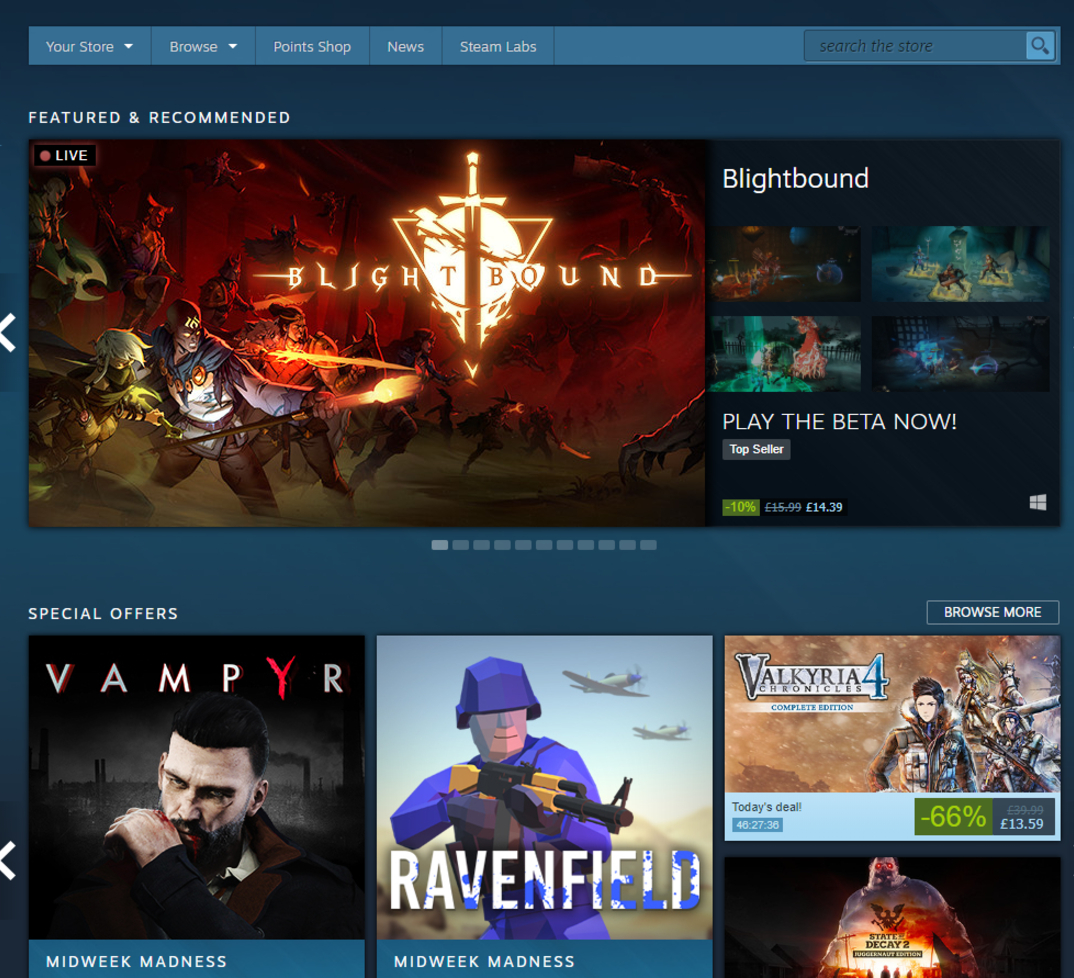 Your Store
Browse
Points Shop
News
Steam Labs
search the store
FEATURED & RECOMMENDED
LIVE
BLIGHTBOUND
Blightbound
PLAY THE BETA NOW!
Top Seller
-10% £15.99 £14.39
SPECIAL OFFERS
BROWSE MORE
VAMPYR
MIDWEEK MADNESS
RAVENFIELD
MIDWEEK MADNESS
VALKYRIA 4
CHRONICLES
COMPLETE EDITION
Today's deal!
46:27:36
-66%
£39.99
£13.59
STATE OF
DECAY 2
JUGGERNAUT EDITION